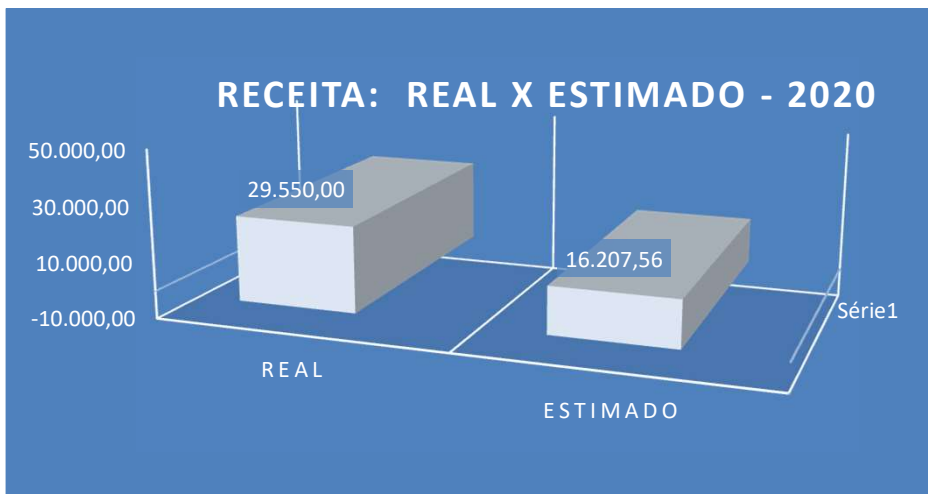 RECEITA: REAL X ESTIMADO - 2020
50.000,00
30.000,00
10.000,00
-10.000,00
29.550,00
16.207,56
Série1
REAL
ESTIMADO